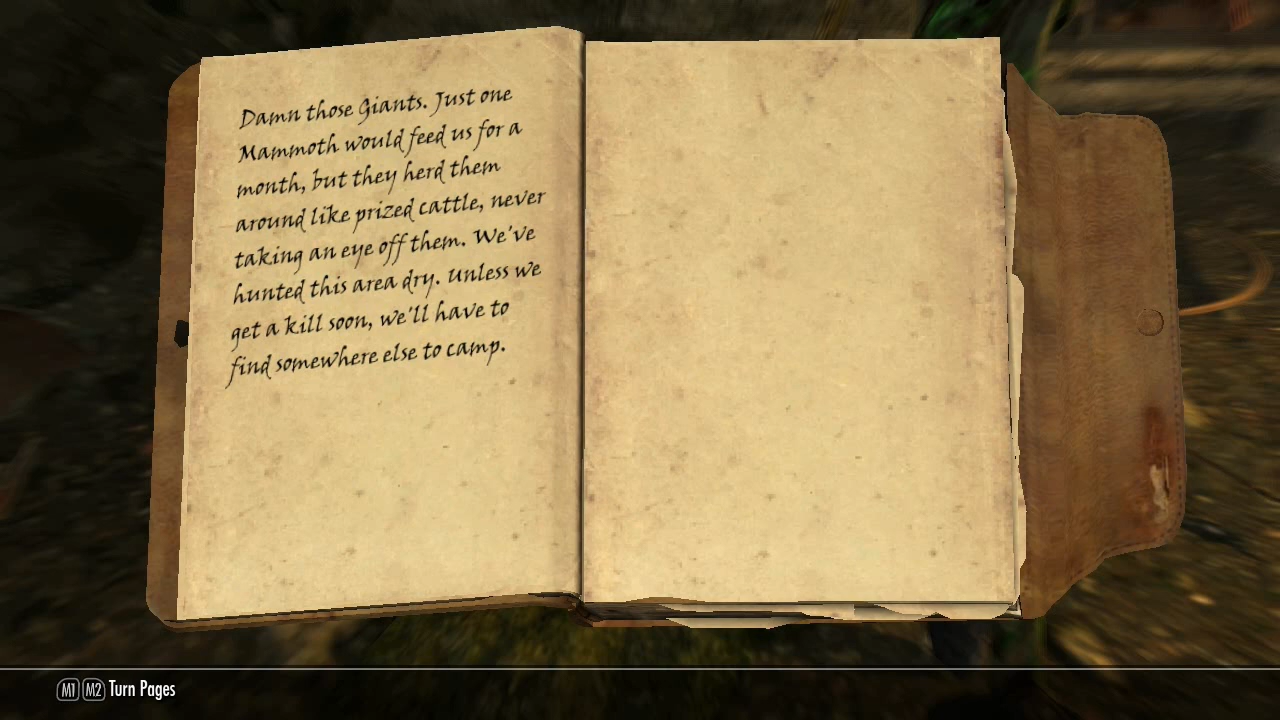 Damn those Giants. Just one
Mammoth would feed us for a
month, but they herd them
around like prized cattle, never
taking an eye off them. We've
hunted this area dry. Unless we
get a kill soon, we'll have to
find somewhere else to camp.
M1 M2 Turn Pages